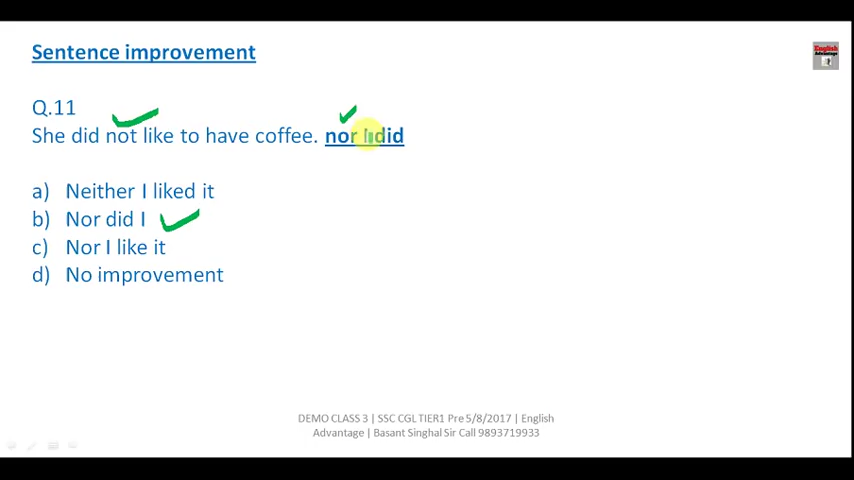 Sentence improvement
English
Advantage
Q.11
She did not like to have coffee. nor I did
a) Neither I liked it
b) Nor did I
c) Nor I like it
d) No improvement
DEMO CLASS 3 | SSC CGL TIER1 Pre 5/8/2017 | English
Advantage | Basant Singhal Sir Call 9893719933